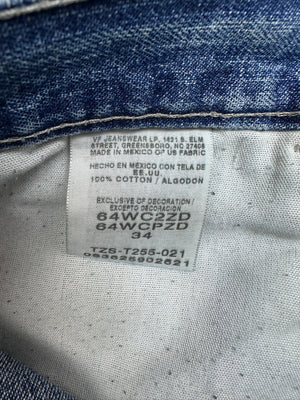 VF JEANSWEAR LP. 1421 S. ELM
STREET, GREENSBORO, NC 27406
MADE IN MEXICO OF US FABRIC
HECHO EN MEXICO CON TELA DE
EE.UU.
100% COTTON / ALGODON
EXCLUSIVE OF DECORATION /
EXCEPTO DECORACION
64WC2ZD
64WCPZD
34
TZS-T255-021